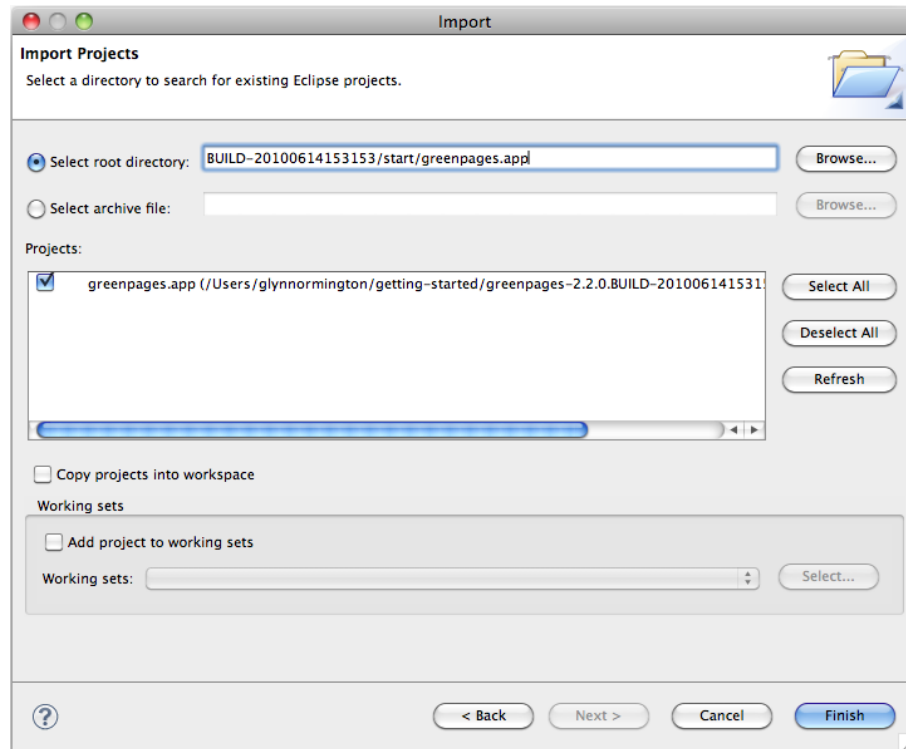 Import
Import Projects
Select a directory to search for existing Eclipse projects.
Select root directory: BUILD-20100614153153/start/greenpages.app Browse...
Select archive file: Browse...
Projects:
greenpages.app (/Users/glynnormington/getting-started/greenpages-2.2.0.BUILD-2010061415315 Select All
Deselect All
Refresh
Copy projects into workspace
Working sets
Add project to working sets
Working sets: Select...
? < Back Next > Cancel Finish